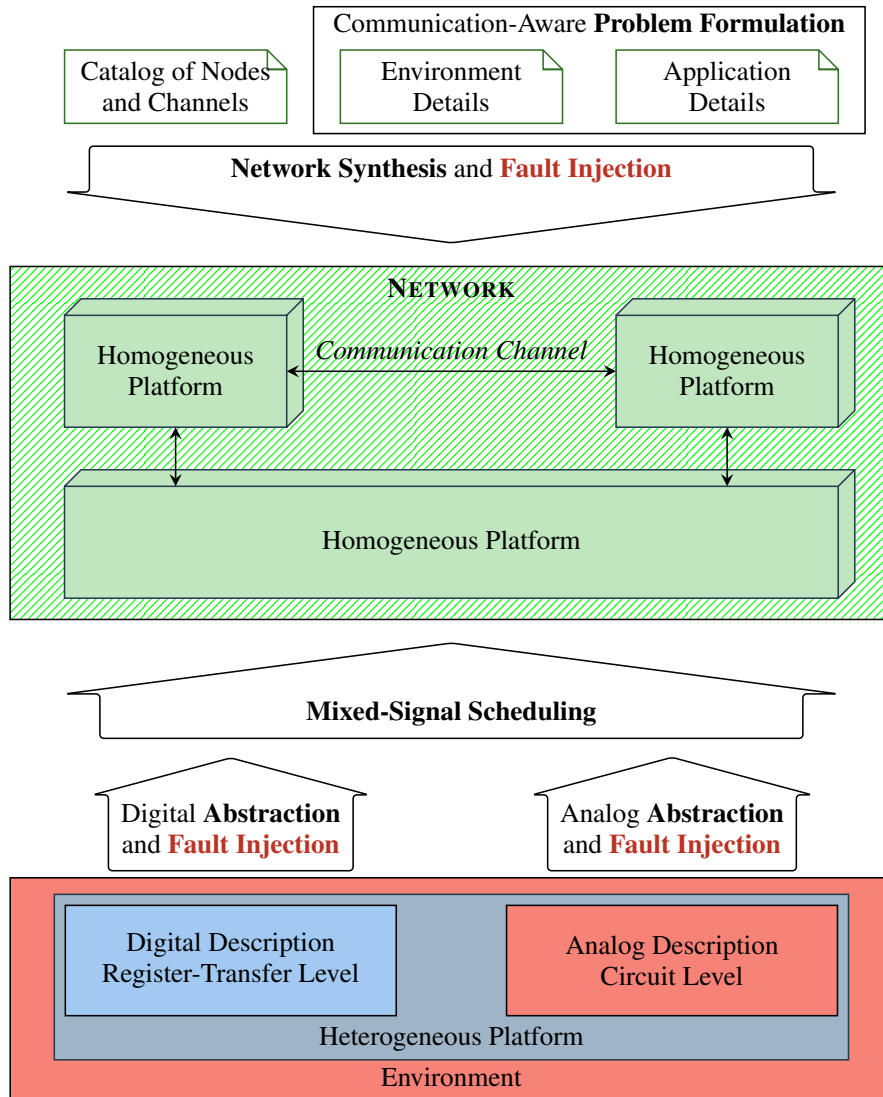 Communication-Aware Problem Formulation
Catalog of Nodes
and Channels
Environment
Details
Application
Details
Network Synthesis and Fault Injection
NETWORK
Homogeneous
Platform
Communication Channel
Homogeneous
Platform
Homogeneous Platform
Mixed-Signal Scheduling
Digital Abstraction
and Fault Injection
Analog Abstraction
and Fault Injection
Digital Description
Register-Transfer Level
Analog Description
Circuit Level
Heterogeneous Platform
Environment